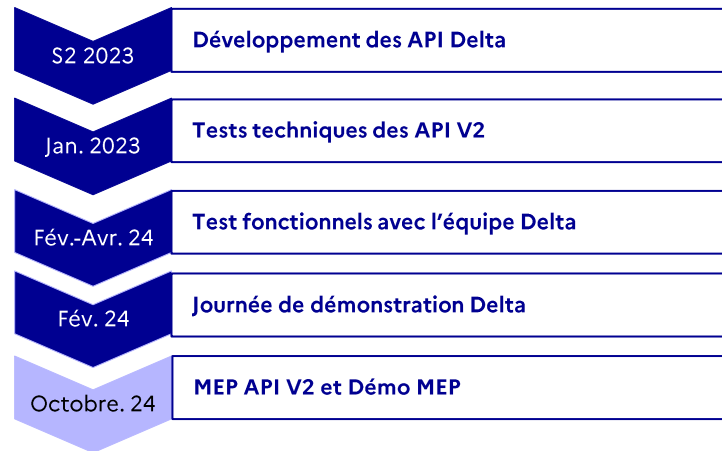 S2 2023
Développement des API Delta
Jan. 2023
Tests techniques des API V2
Fév.-Avr. 24
Test fonctionnels avec l’équipe Delta
Fév. 24
Journée de démonstration Delta
Octobre. 24
MEP API V2 et Démo MEP